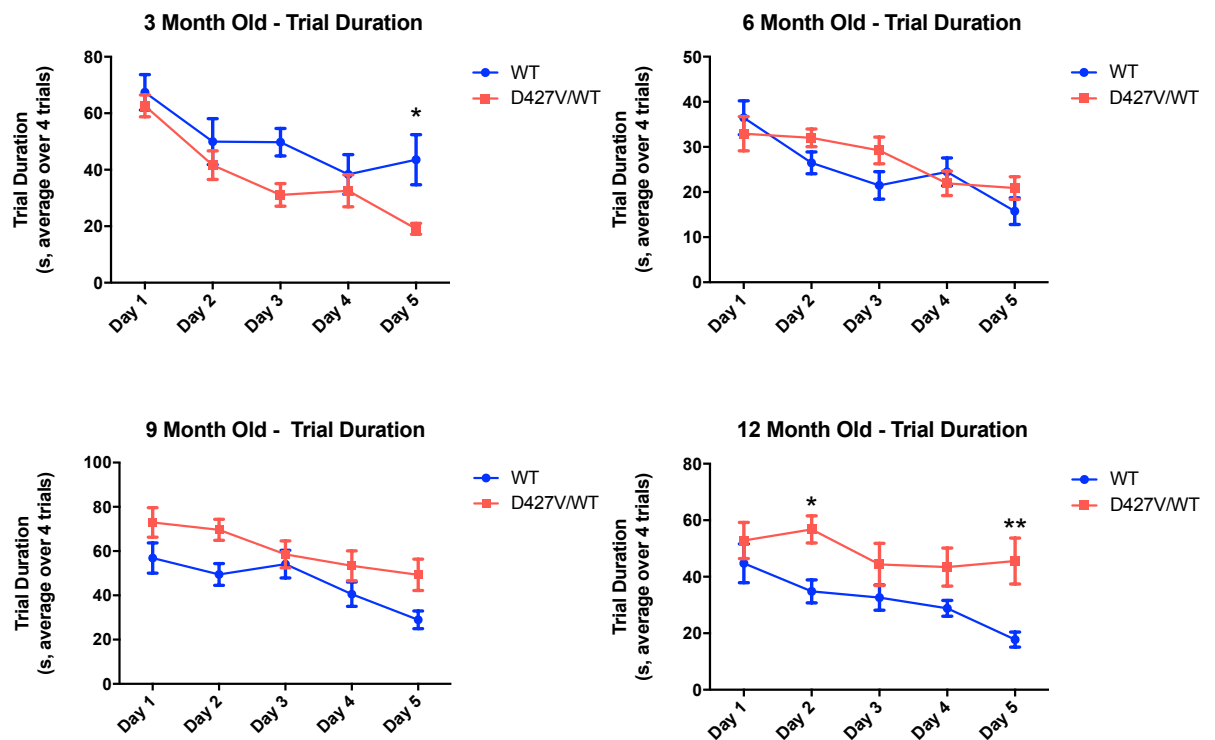 3 Month Old - Trial Duration
Trial Duration
(s, average over 4 trials)
80
60
40
20
0
*
Day 1
Day 2
Day 3
Day 4
Day 5
WT
D427V/WT
6 Month Old - Trial Duration
Trial Duration
(s, average over 4 trials)
50
40
30
20
10
0
Day 1
Day 2
Day 3
Day 4
Day 5
WT
D427V/WT
9 Month Old - Trial Duration
Trial Duration
(s, average over 4 trials)
100
80
60
40
20
0
Day 1
Day 2
Day 3
Day 4
Day 5
WT
D427V/WT
12 Month Old - Trial Duration
Trial Duration
(s, average over 4 trials)
80
60
40
20
0
*
**
Day 1
Day 2
Day 3
Day 4
Day 5
WT
D427V/WT